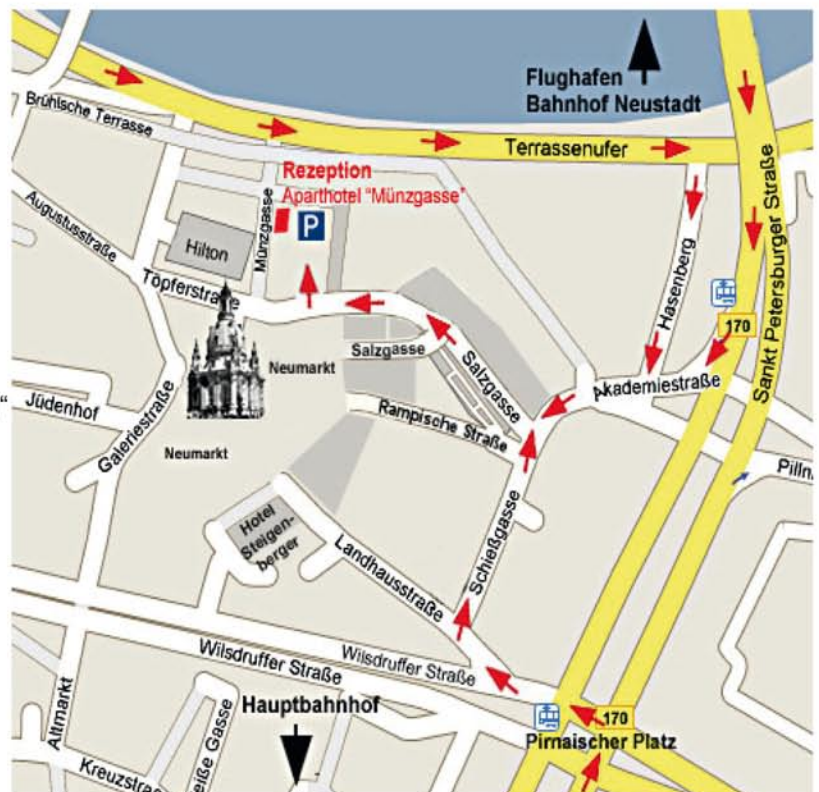 Flughafen
Bahnhof Neustadt
Brühlsche Terrasse
Terrassenufer
Rezeption
Aparthotel "Münzgasse"
P
Münzgasse
Hilton
Augustusstraße
Töpferstraße
Hasenberg
Sankt Petersburger Straße
170
Salzgasse
Salzgasse
Neumarkt
Akademiestraße
“
Jüdenhof
Galeriestraße
Rampische Straße
Neumarkt
Pilln
Hotel
Steigen-
berger
Landhausstraße
Schießgasse
Wilsdruffer Straße
Wilsdruffer Straße
Hauptbahnhof
Altmarkt
eiße Gasse
170
Pirnaischer Platz
Kreuzstraß